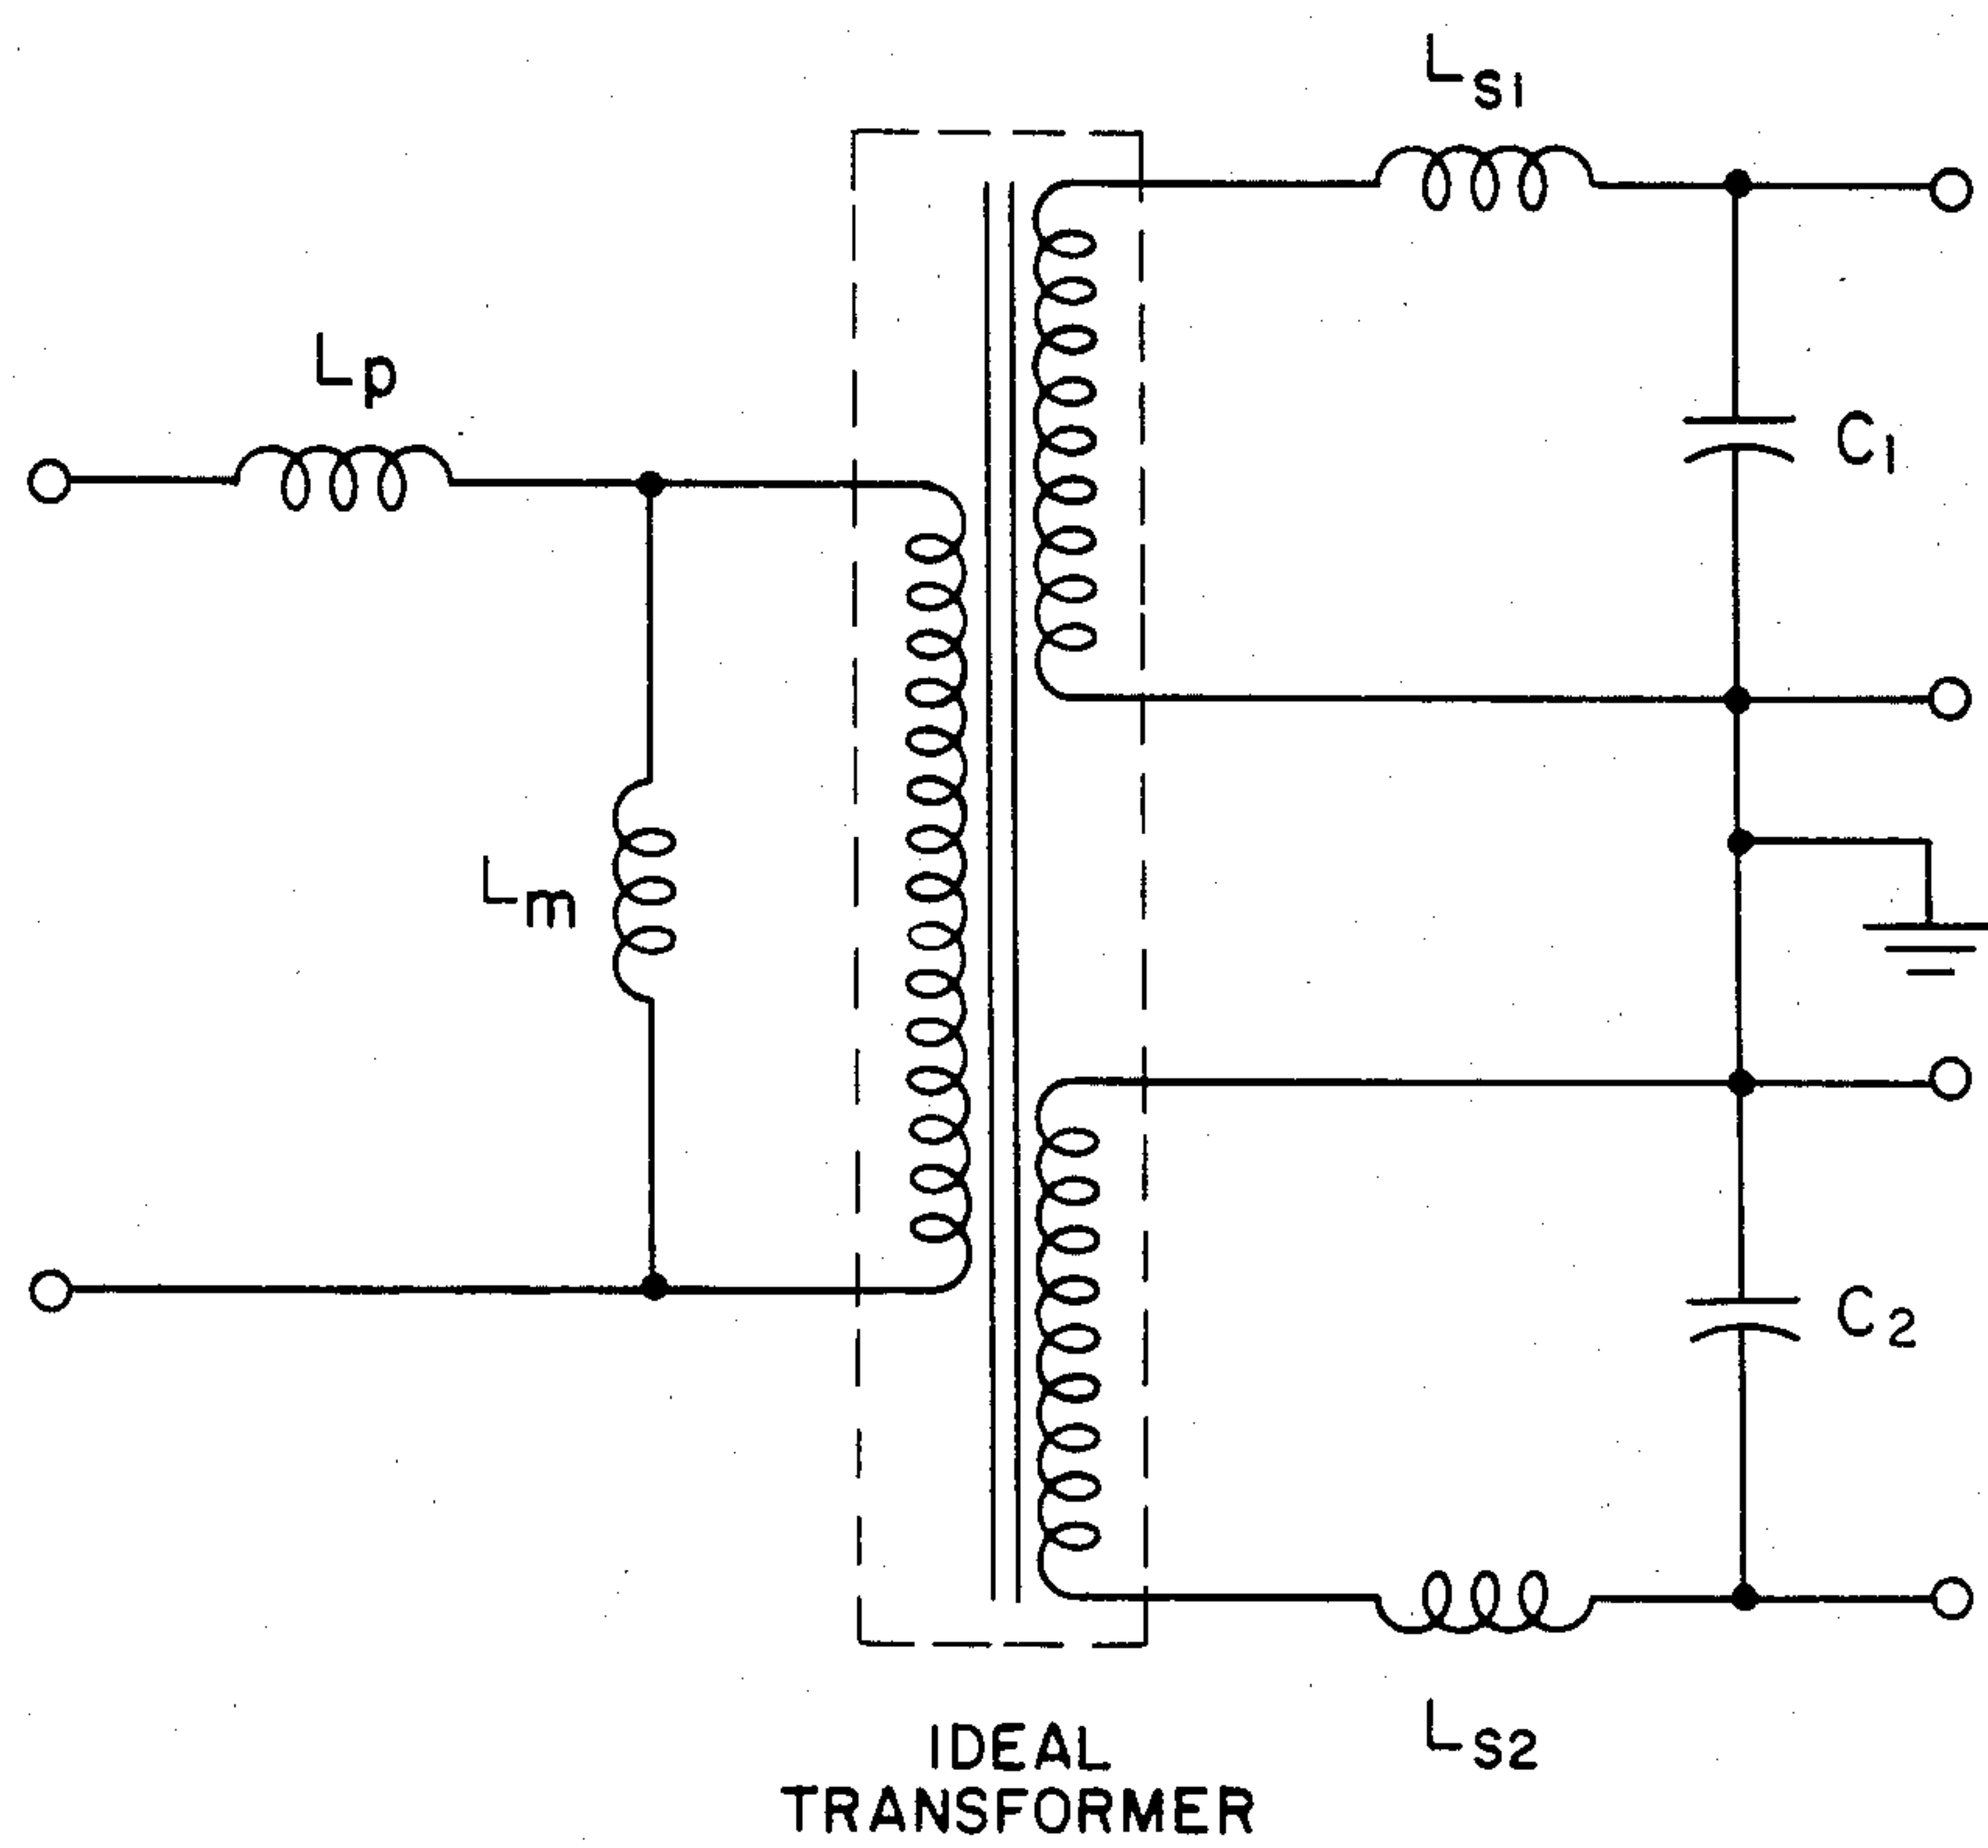 Ls1
Lp
C1
Lm
C2
Ls2
IDEAL
TRANSFORMER